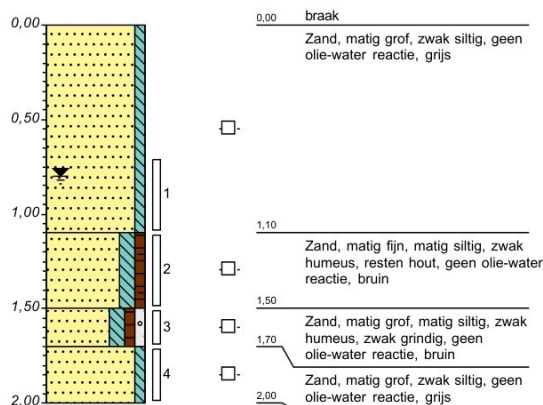 0,00
0,50
1,00
1,50
2,00
1
2
3
4
0,00 braak
Zand, matig grof, zwak siltig, geen
olie-water reactie, grijs
1,10
Zand, matig fijn, matig siltig, zwak
humeus, resten hout, geen olie-water
reactie, bruin
1,50
Zand, matig grof, matig siltig, zwak
humeus, zwak grindig, geen
olie-water reactie, bruin
1,70
Zand, matig grof, zwak siltig, geen
olie-water reactie, grijs
2,00